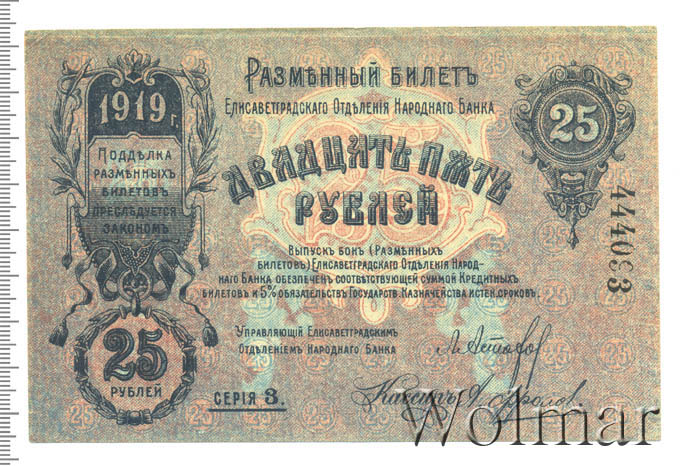 1919 г.
Подделка
размѣнныхъ
билетовъ
преслѣдуется
закономъ
25
рублей
Размѣнный билетъ
Елисаветградскаго Отдѣленія Народнаго Банка
Двадцать пять
рублей
Выпускъ бонъ (размѣнныхъ
билетовъ) Елисаветградскаго Отдѣленія Народ-
наго Банка обезпеченъ соотвѣтствующей суммой Кредитныхъ
билетовъ и 5% обязательствъ Государств. Казначейства истек. сроковъ.
Управляющій Елисаветградскимъ
Отдѣленіемъ Народнаго Банка
Кассиръ
Серія 3.
25
Wolmar